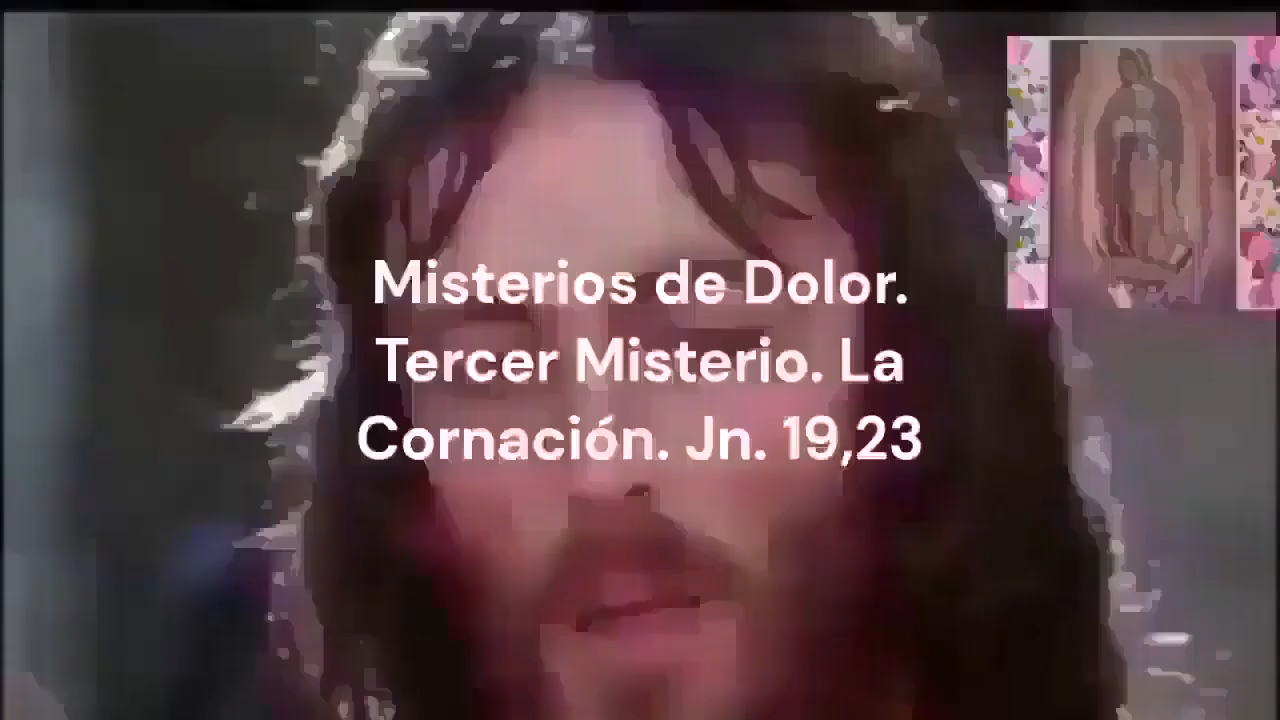 Misterios de Dolor.
Tercer Misterio. La
Cornación. Jn. 19,23